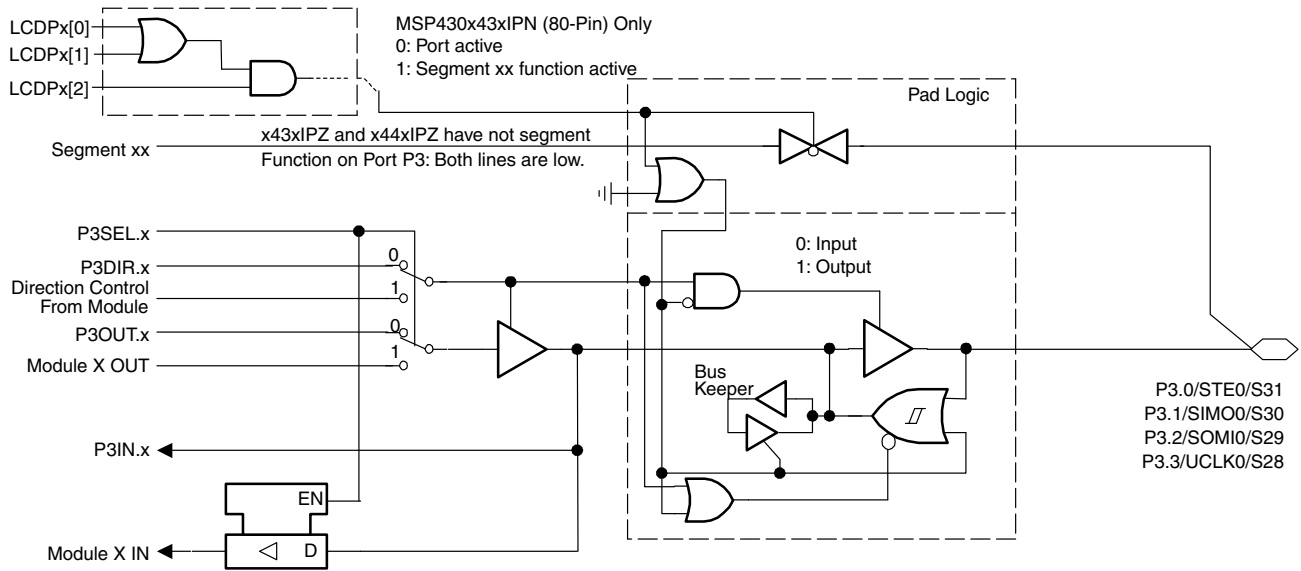 LCDPx[0]
LCDPx[1]
LCDPx[2]
MSP430x43xIPN (80-Pin) Only
0: Port active
1: Segment xx function active
Pad Logic
x43xIPZ and x44xIPZ have not segment
Function on Port P3: Both lines are low.
Segment xx
P3SEL.x
P3DIR.x
0
Direction Control
From Module
1
P3OUT.x
0
Module X OUT
1
0: Input
1: Output
Bus
Keeper
P3IN.x
EN
D
Module X IN
P3.0/STE0/S31
P3.1/SIMO0/S30
P3.2/SOMI0/S29
P3.3/UCLK0/S28